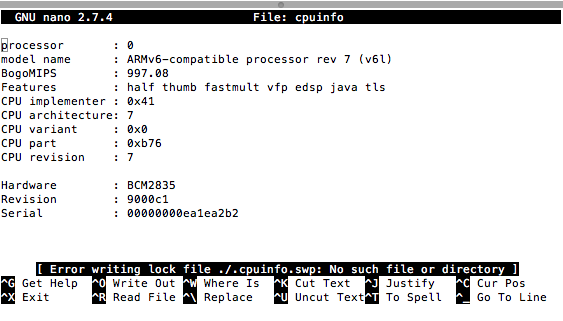 GNU nano 2.7.4 File: cpuinfo
processor : 0
model name : ARMv6-compatible processor rev 7 (v6l)
BogoMIPS : 997.08
Features : half thumb fastmult vfp edsp java tls
CPU implementer : 0x41
CPU architecture: 7
CPU variant : 0x0
CPU part : 0xb76
CPU revision : 7
Hardware : BCM2835
Revision : 9000c1
Serial : 00000000ea1ea2b2
[ Error writing lock file ./.cpuinfo.swp: No such file or directory ]
^G Get Help ^O Write Out ^W Where Is ^K Cut Text ^J Justify ^C Cur Pos
^X Exit ^R Read File ^\ Replace ^U Uncut Text ^T To Spell ^_ Go To Line